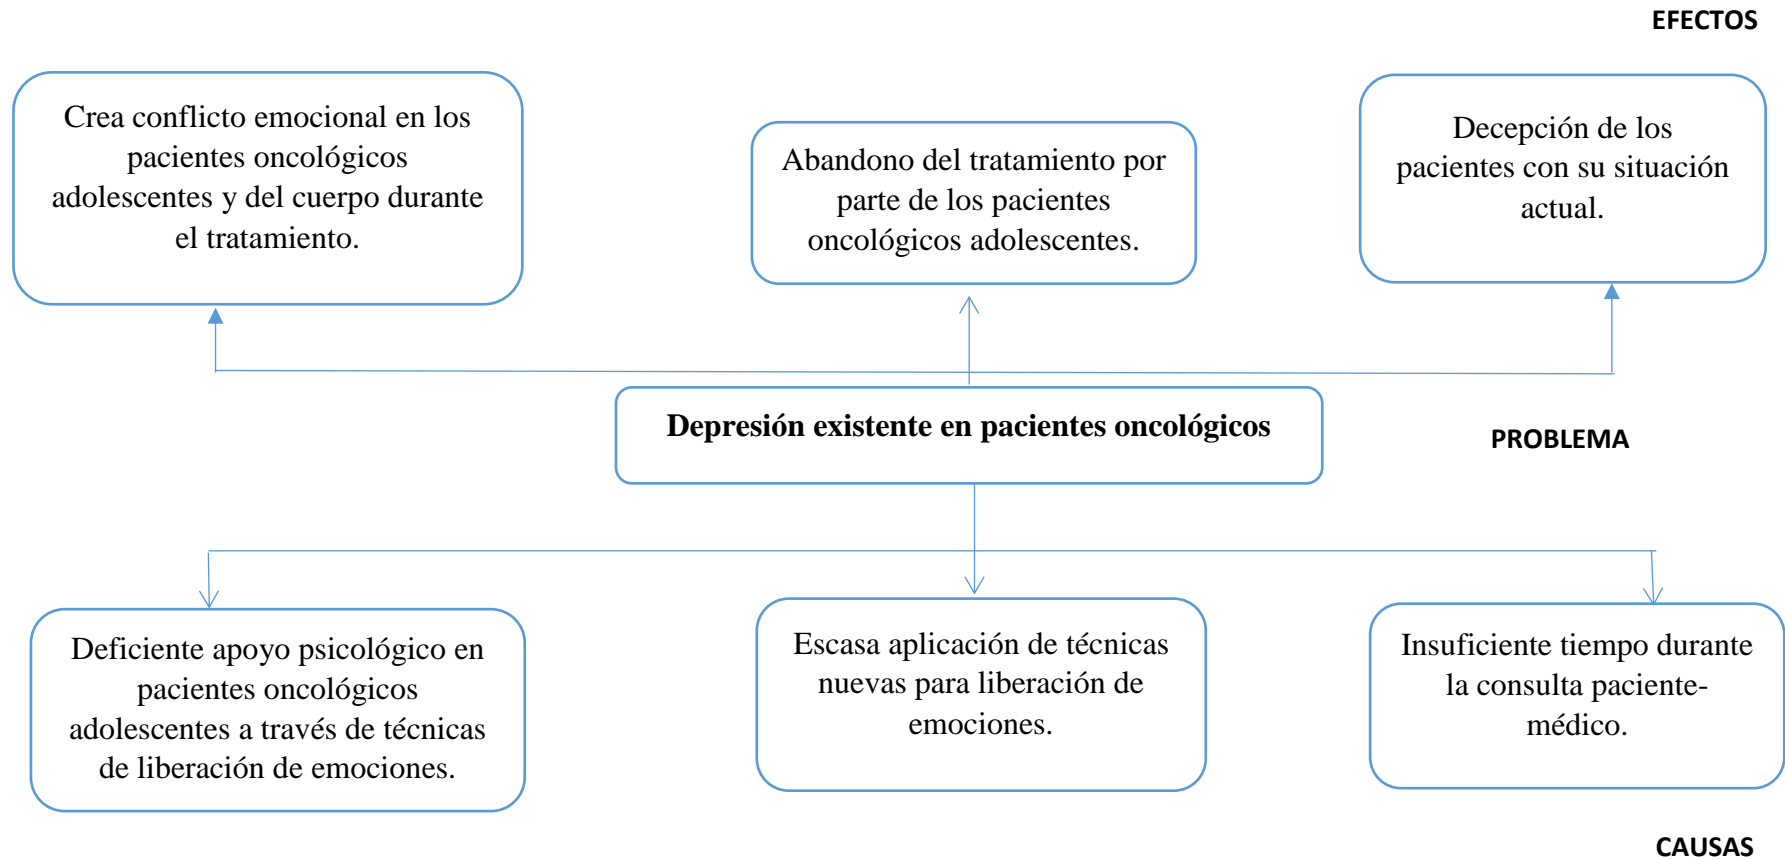 EFECTOS
Crea conflicto emocional en los
pacientes oncológicos
adolescentes y del cuerpo durante
el tratamiento.
Abandono del tratamiento por
parte de los pacientes
oncológicos adolescentes.
Decepción de los
pacientes con su situación
actual.
Depresión existente en pacientes oncológicos
PROBLEMA
Deficiente apoyo psicológico en
pacientes oncológicos
adolescentes a través de técnicas
de liberación de emociones.
Escasa aplicación de técnicas
nuevas para liberación de
emociones.
Insuficiente tiempo durante
la consulta paciente-
médico.
CAUSAS